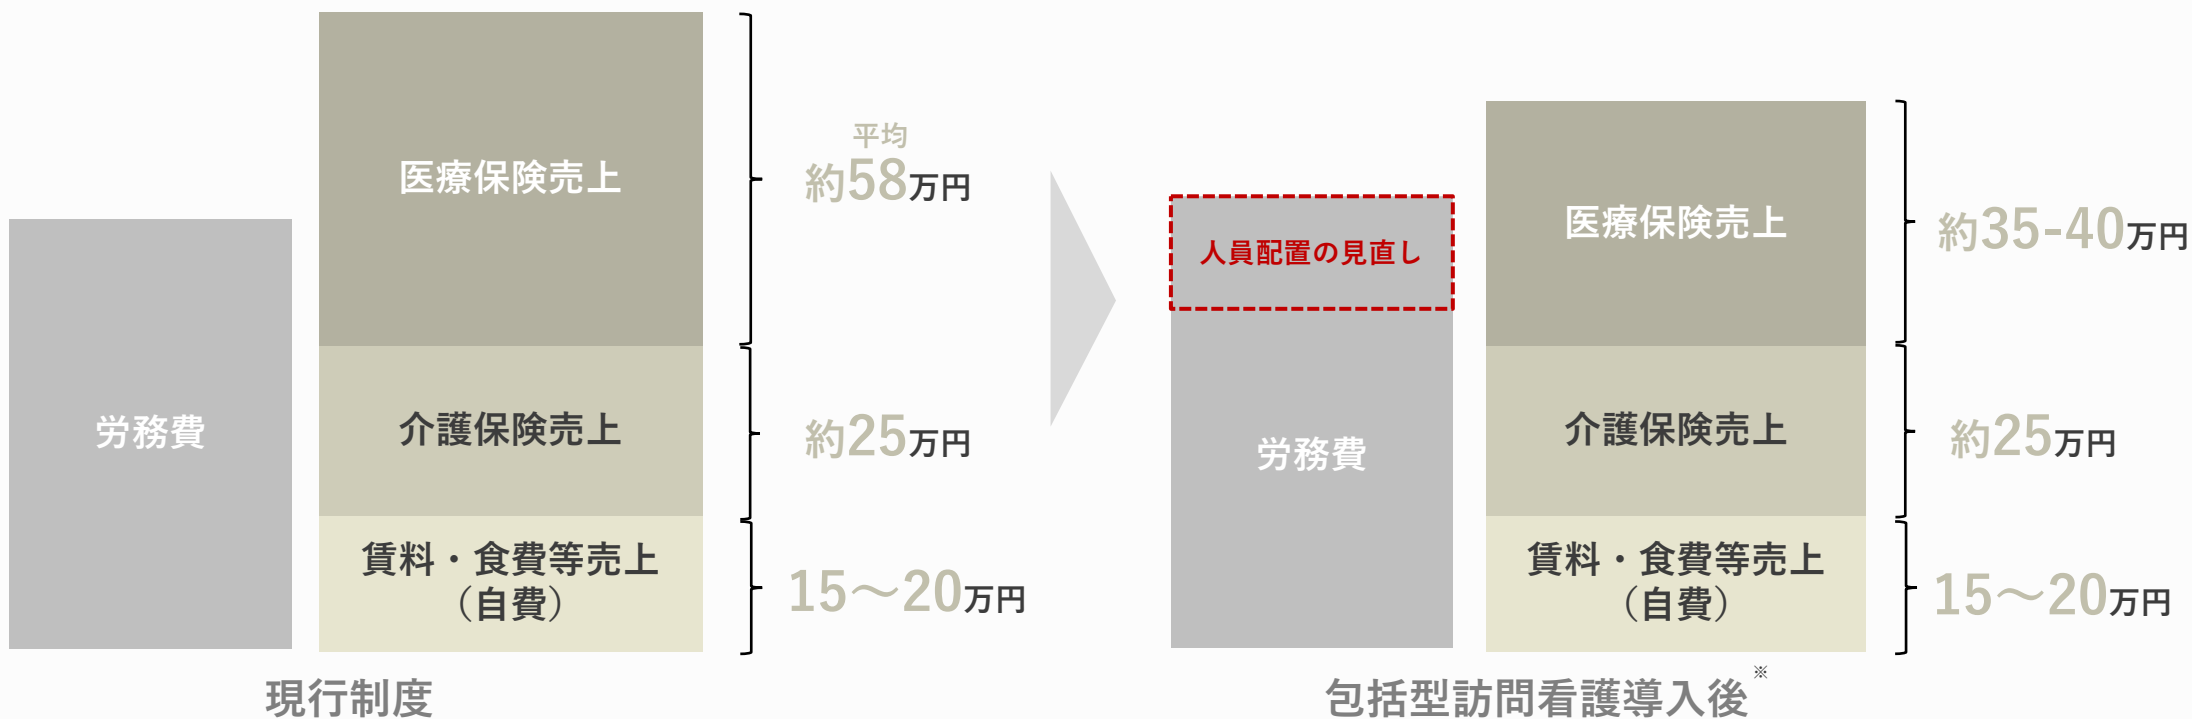 労務費
医療保険売上
介護保険売上
賃料・食費等売上
（自費）
平均
約58万円
約25万円
15～20万円
現行制度
人員配置の見直し
労務費
医療保険売上
介護保険売上
賃料・食費等売上
（自費）
約35-40万円
約25万円
15～20万円
包括型訪問看護導入後※